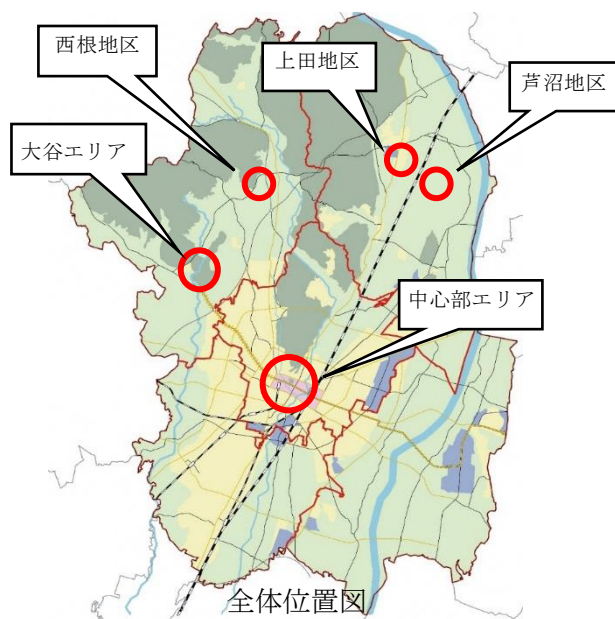 西根地区
上田地区
芦沼地区
大谷エリア
中心部エリア
全体位置図